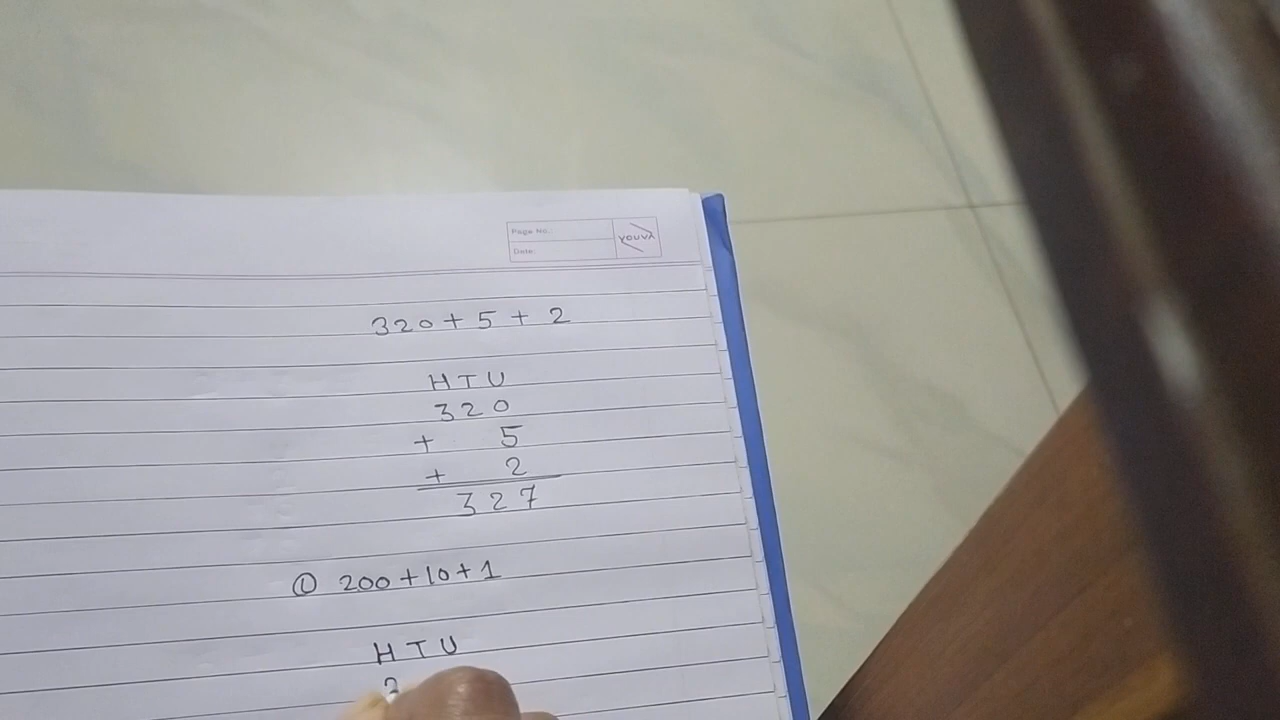 Page No.
Date:
YOUVA
320 + 5 + 2
H T U
3 2 0
+ 5
+ 2
3 2 7
① 200 + 10 + 1
H T U
2